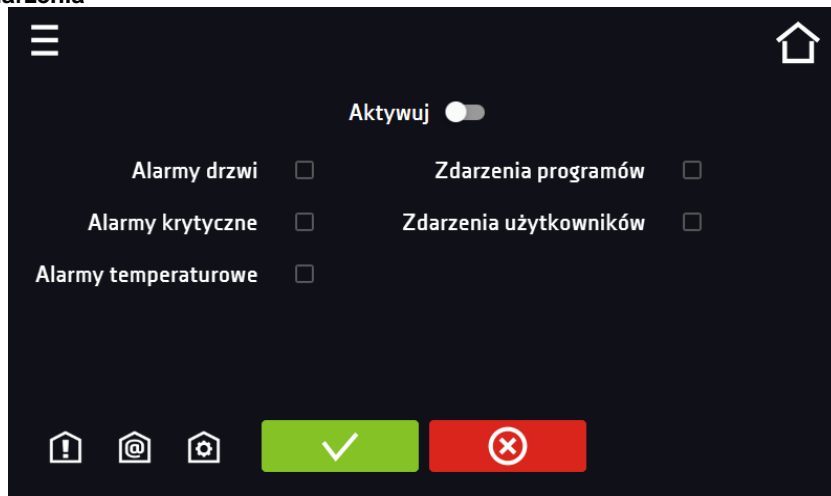 Aktywuj
Alarmy drzwi Zdarzenia programów
Alarmy krytyczne Zdarzenia użytkowników
Alarmy temperaturowe